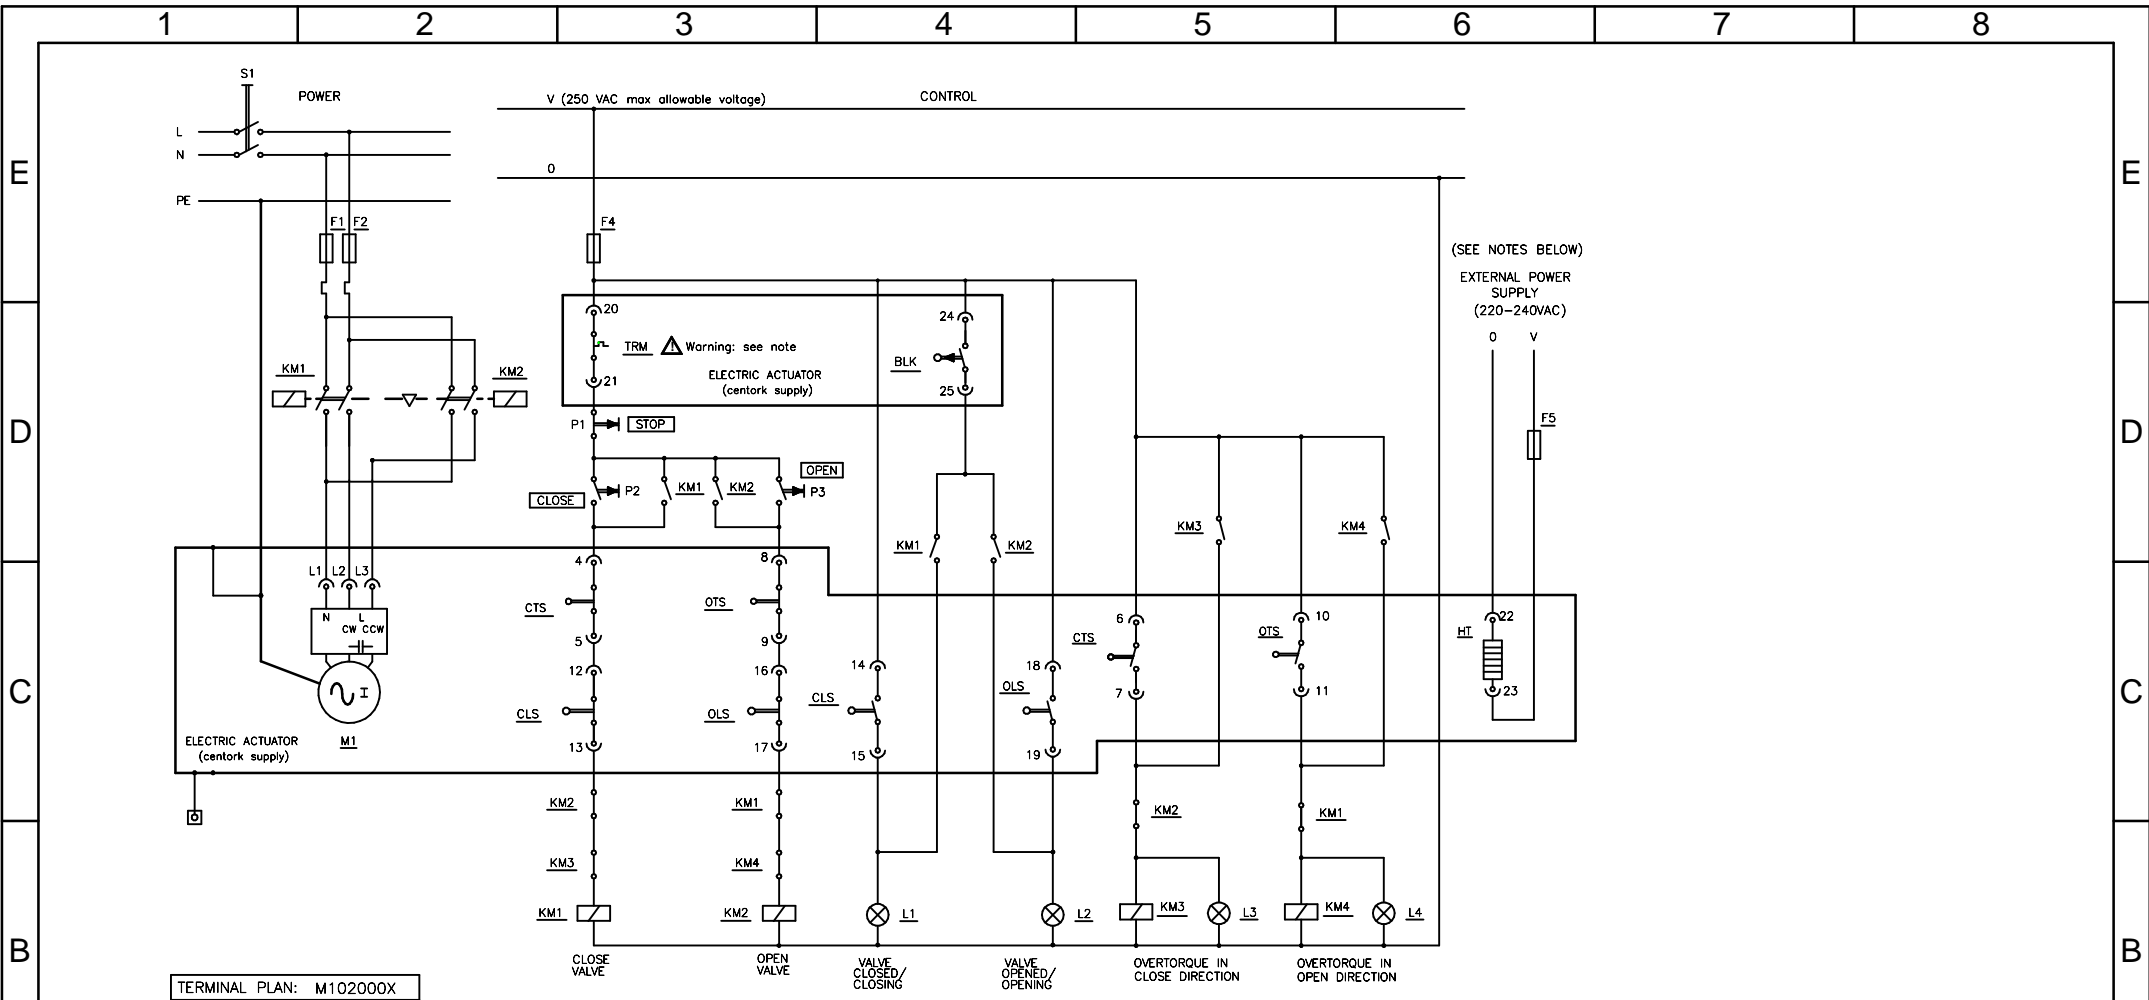 1 2 3 4 5 6 7 8
S1
POWER
V (250 VAC max allowable voltage)
CONTROL
L
N
E
0
E
PE
F1 F2
F4
(SEE NOTES BELOW)
EXTERNAL POWER
SUPPLY
(220-240VAC)
0 V
20
24
TRM
Warning: see note
BLK
KM1
KM2
ELECTRIC ACTUATOR
(centork supply)
21
25
D
P1
STOP
F5
D
OPEN
P2
KM1
KM2
P3
CLOSE
KM3
KM4
KM1
KM2
4
8
L1 L2 L3
N L
CW CCW
CTS
OTS
6
10
22
5
9
CTS
OTS
HT
12
16
14
18
C
I
7
11
23
C
CLS
OLS
CLS
OLS
ELECTRIC ACTUATOR
(centork supply)
M1
13
17
15
19
KM2
KM1
KM2
KM1
KM3
KM4
KM1
KM2
L1
L2
KM3
L3
KM4
L4
B
B
CLOSE
VALVE
OPEN
VALVE
VALVE
CLOSED/
CLOSING
VALVE
OPENED/
OPENING
OVERTORQUE IN
CLOSE DIRECTION
OVERTORQUE IN
OPEN DIRECTION
TERMINAL PLAN: M102000X